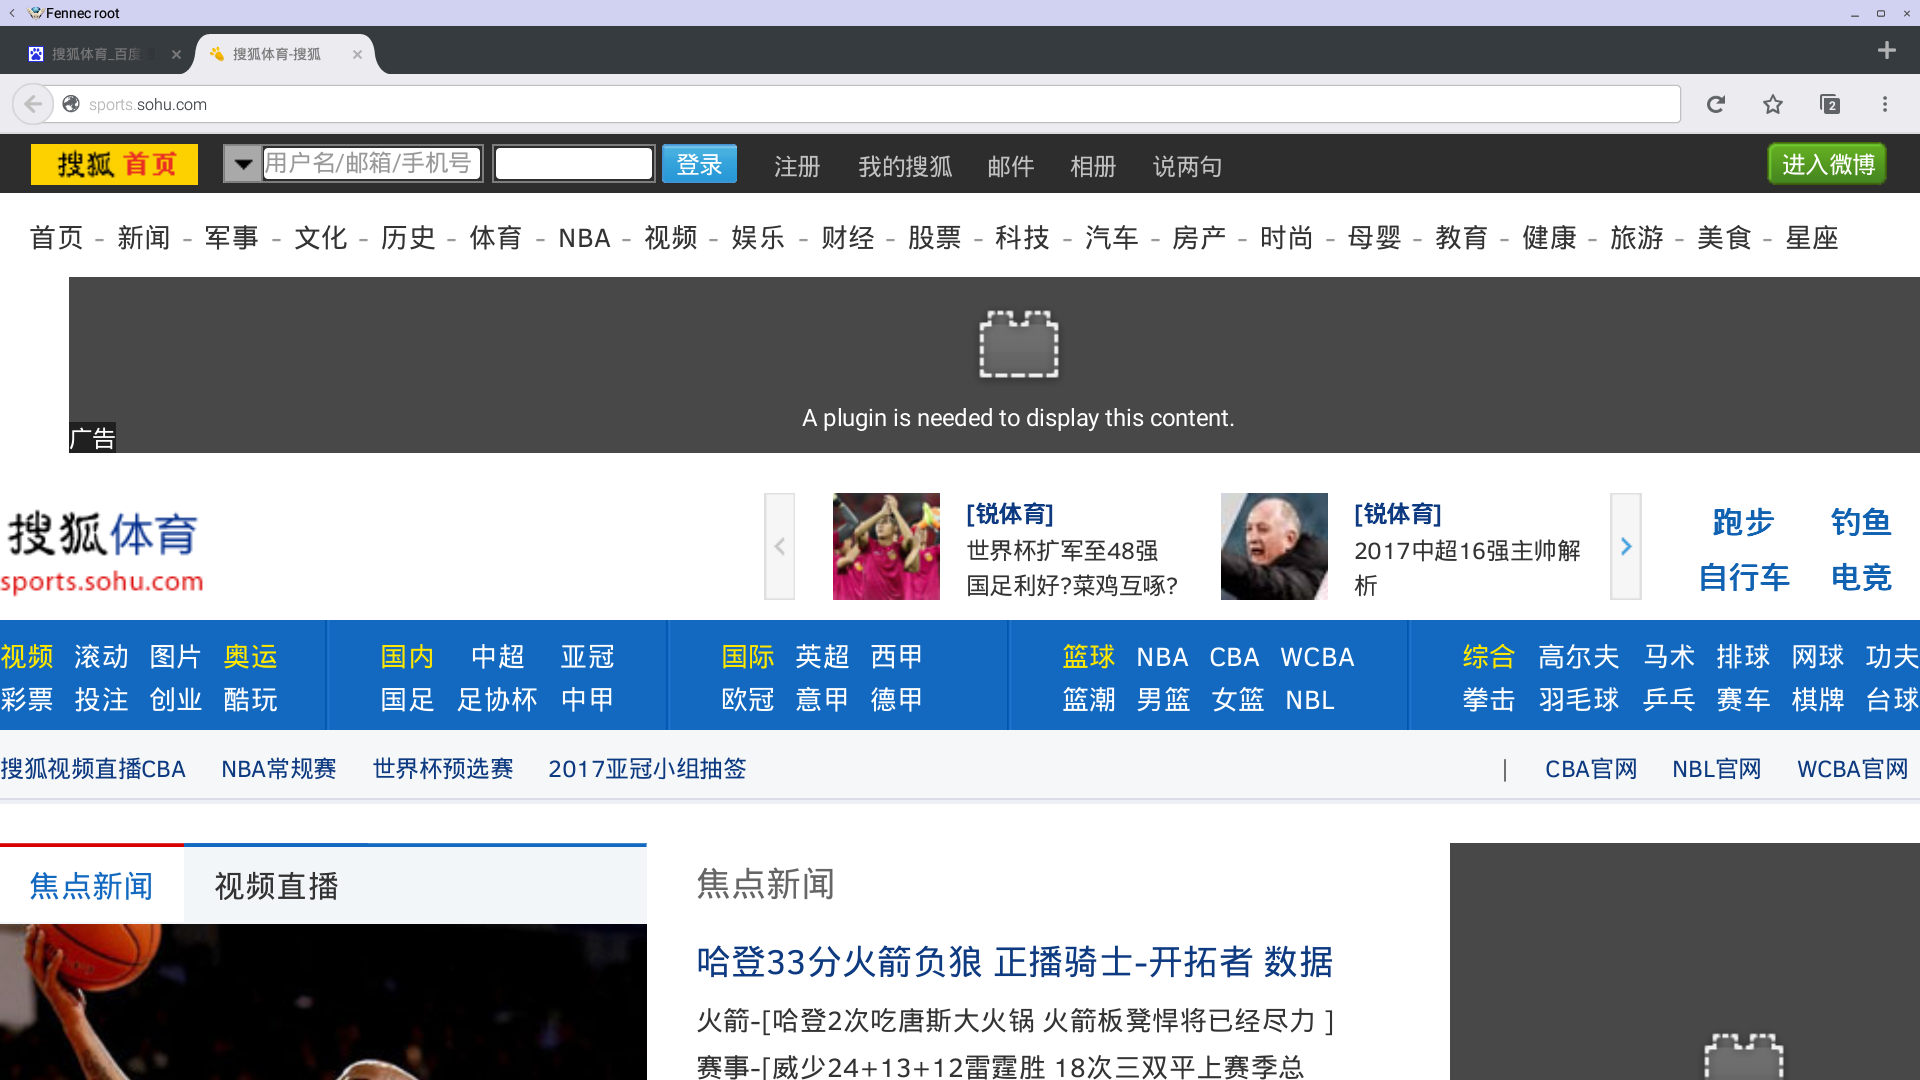 Fennec root
搜狐体育_百度
搜狐体育-搜狐
sports.sohu.com
2
搜狐 首页
用户名/邮箱/手机号
登录
注册 我的搜狐 邮件 相册 说两句
进入微博
首页 - 新闻 - 军事 - 文化 - 历史 - 体育 - NBA - 视频 - 娱乐 - 财经 - 股票 - 科技 - 汽车 - 房产 - 时尚 - 母婴 - 教育 - 健康 - 旅游 - 美食 - 星座
A plugin is needed to display this content.
广告
搜狐体育
sports.sohu.com
[锐体育]
世界杯扩军至48强
国足利好?菜鸡互啄?
[锐体育]
2017中超16强主帅解
析
跑步 钓鱼
自行车 电竞
视频 滚动 图片 奥运 国内 中超 亚冠 国际 英超 西甲 篮球 NBA CBA WCBA 综合 高尔夫 马术 排球 网球 功夫
彩票 投注 创业 酷玩 国足 足协杯 中甲 欧冠 意甲 德甲 篮潮 男篮 女篮 NBL 拳击 羽毛球 乒乓 赛车 棋牌 台球
搜狐视频直播CBA NBA常规赛 世界杯预选赛 2017亚冠小组抽签 | CBA官网 NBL官网 WCBA官网
焦点新闻 视频直播
焦点新闻
哈登33分火箭负狼 正播骑士-开拓者 数据
火箭-[哈登2次吃唐斯大火锅 火箭板凳悍将已经尽力 ]
赛事-[威少24+13+12雷霆胜 18次三双平上赛季总